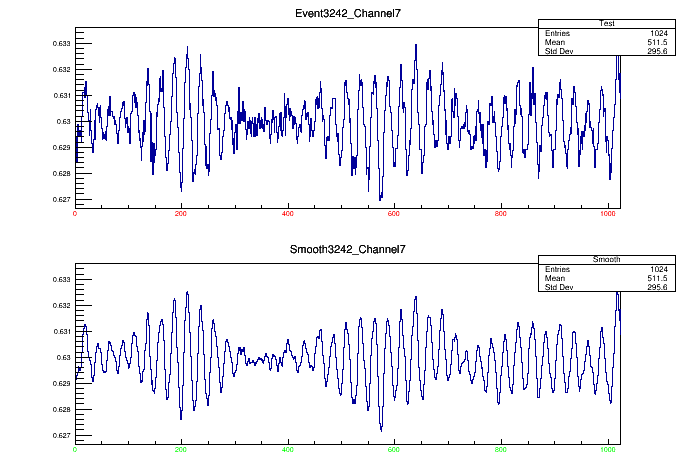 Event3242_Channel7
Test
Entries 1024
Mean 511.5
Std Dev 295.6
0.633
0.632
0.631
0.63
0.629
0.628
0.627
0 200 400 600 800 1000
Smooth3242_Channel7
Smooth
Entries 1024
Mean 511.5
Std Dev 295.6
0.633
0.632
0.631
0.63
0.629
0.628
0.627
0 200 400 600 800 1000